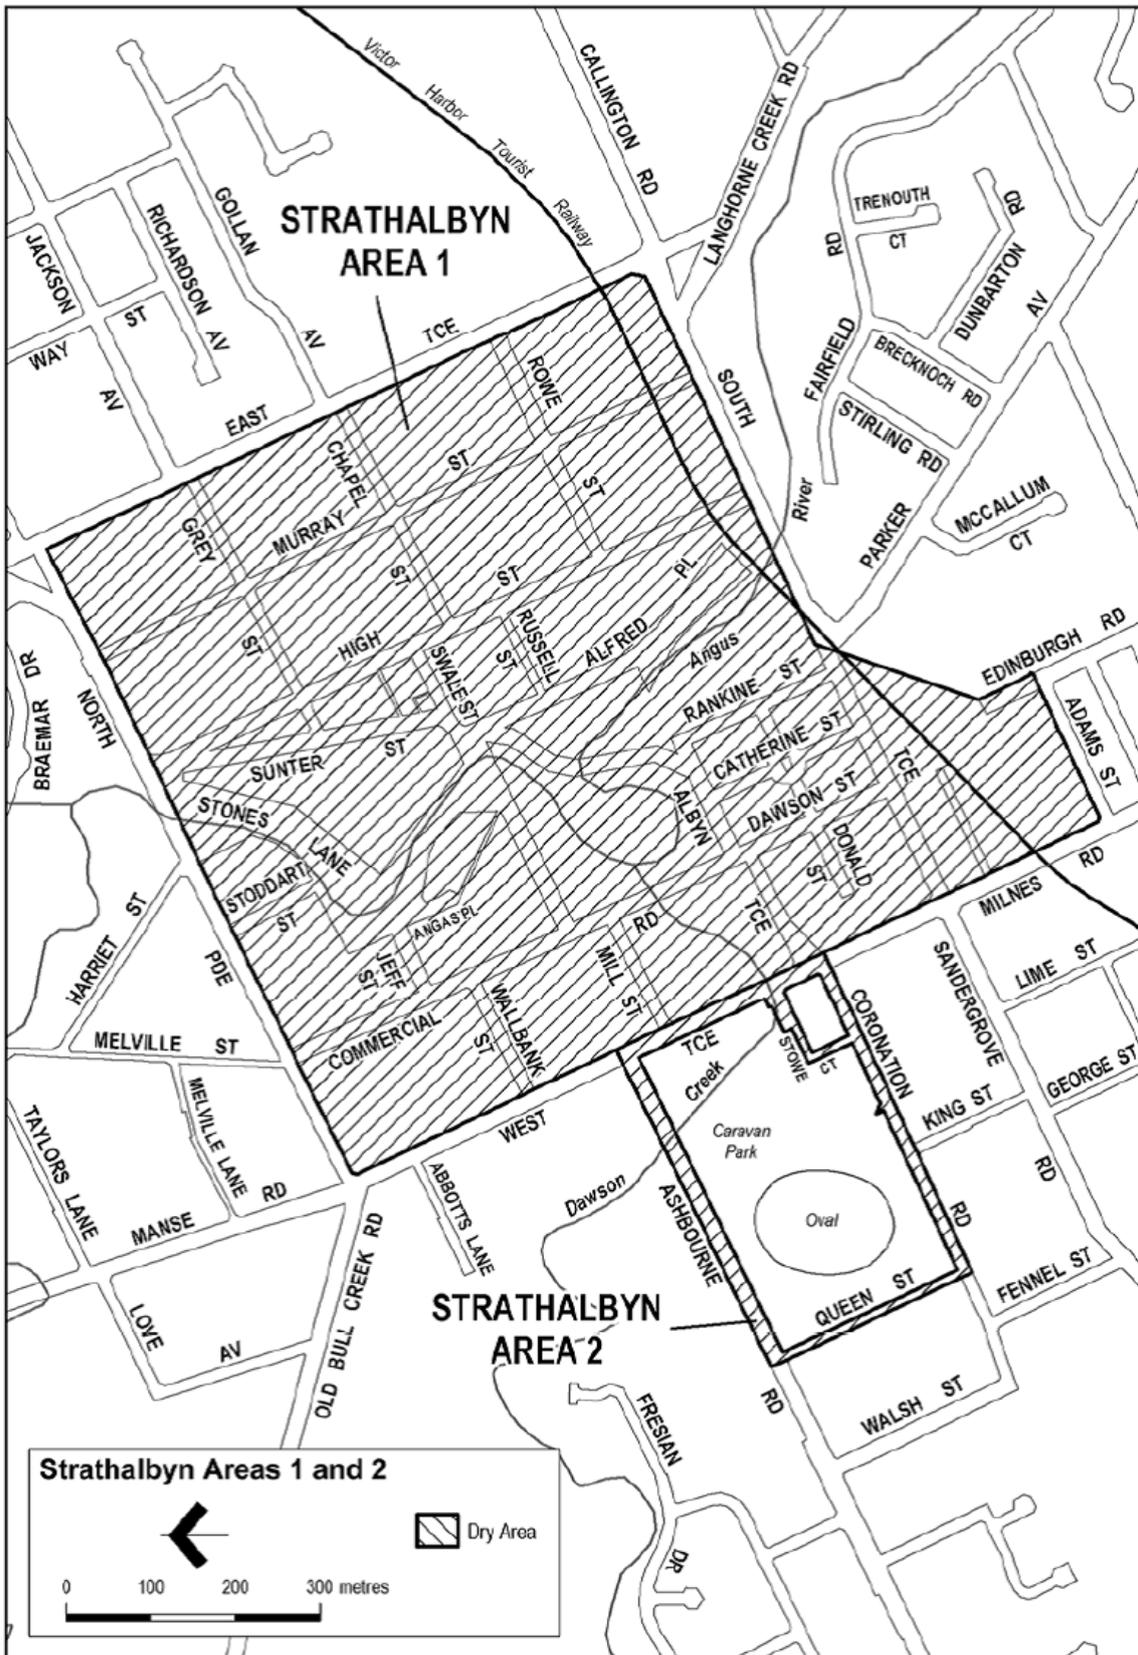 Victor
Harbor
Tourist
Railway
CALLINGTON
RD
LANGHORNE CREEK RD
TRENOUTH
CT
RD
FAIRFIELD
DUNBARTON
RD
AV
BRECKNOCH RD
STIRLING RD
PARKER
MCCALLUM
CT
JACKSON
AV
RICHARDSON
AV
GOLLAN
AV
WAY
ST
STRATHALBYN
AREA 1
EAST
TCE
SOUTH
River
ROWE
ST
CHAPEL
ST
MURRAY
ST
GREY
ST
HIGH
ST
RUSSELL
ST
SWALE ST
ALFRED
PL
Angus
RANKINE
ST
CATHERINE ST
DAWSON ST
DONALD
ST
ALBYN
TCE
TCE
EDINBURGH
RD
ADAMS ST
BRAEMAR
DR
NORTH
PDE
SUNTER
ST
STONES
LANE
STODDART
ST
ANGAS PL
JEFF
ST
COMMERCIAL
RD
MILL ST
WALLBANK
ST
HARRIET
ST
MELVILLE
ST
MELVILLE LANE
TAYLORS
LANE
MANSE
RD
LOVE
AV
OLD BULL CREEK RD
ABBOTTS LANE
WEST
TCE
MILNES
RD
LIME
ST
SANDERGROVE
RD
GEORGE ST
KING ST
CORONATION
RD
STOWE
CT
Creek
Dawson
Caravan
Park
Oval
ASHBOURNE
RD
QUEEN
ST
FENNEL ST
WALSH
ST
STRATHALBYN
AREA 2
FRESIAN
DR
Strathalbyn Areas 1 and 2
Dry Area
0 100 200 300 metres